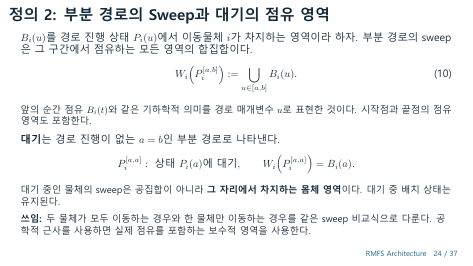 정의 2: 부분 경로의 Sweep과 대기의 점유 영역
B_i(u)를 경로 진행 상태 P_i(u)에서 이동물체 i가 차지하는 영역이라 하자. 부분 경로의 sweep
은 그 구간에서 점유하는 모든 영역의 합집합이다.
W_i(P_i^{[a,b]}) := ⋃_{u∈[a,b]} B_i(u). (10)
앞의 순간 점유 B_i(t)와 같은 기하학적 의미를 경로 매개변수 u로 표현한 것이다. 시작점과 끝점의 점유
영역도 포함한다.
대기는 경로 진행이 없는 a = b인 부분 경로로 나타낸다.
P_i^{[a,a]} : 상태 P_i(a)에 대기, W_i(P_i^{[a,a]}) = B_i(a).
대기 중인 물체의 sweep은 공집합이 아니라 그 자리에서 차지하는 몸체 영역이다. 대기 중 배치 상태는
유지된다.
쓰임: 두 물체가 모두 이동하는 경우와 한 물체만 이동하는 경우를 같은 sweep 비교식으로 다룬다. 공
학적 근사를 사용하면 실제 점유를 포함하는 보수적 영역을 사용한다.
RMFS Architecture 24 / 37